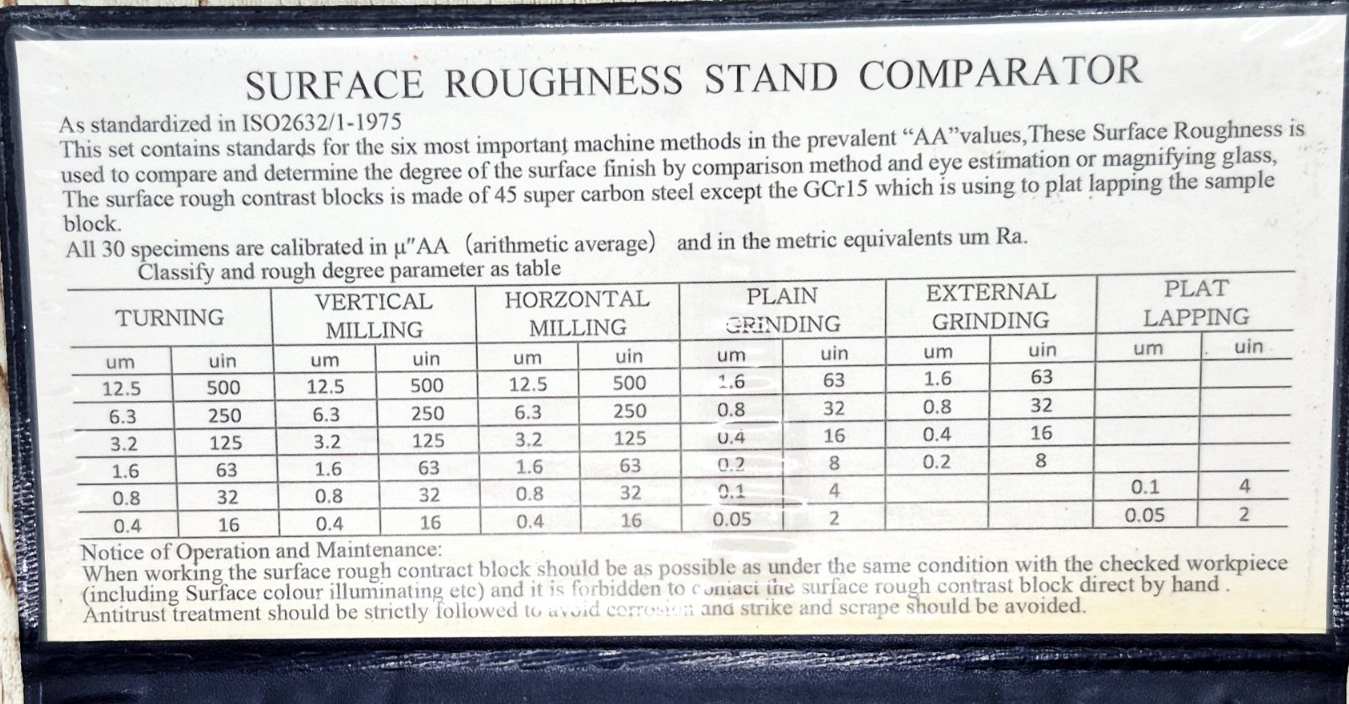 SURFACE ROUGHNESS STAND COMPARATOR
As standardized in ISO2632/1-1975
This set contains standards for the six most important machine methods in the prevalent “AA”values,These Surface Roughness is
used to compare and determine the degree of the surface finish by comparison method and eye estimation or magnifying glass,
The surface rough contrast blocks is made of 45 super carbon steel except the GCr15 which is using to plat lapping the sample
block.
All 30 specimens are calibrated in µ″AA (arithmetic average) and in the metric equivalents um Ra.
Classify and rough degree parameter as table
TURNING VERTICAL MILLING HORZONTAL MILLING PLAIN GRINDING EXTERNAL GRINDING PLAT LAPPING
um uin um uin um uin um uin um uin um uin
12.5 500 12.5 500 12.5 500 1.6 63 1.6 63
6.3 250 6.3 250 6.3 250 0.8 32 0.8 32
3.2 125 3.2 125 3.2 125 0.4 16 0.4 16
1.6 63 1.6 63 1.6 63 0.2 8 0.2 8
0.8 32 0.8 32 0.8 32 0.1 4 0.1 4
0.4 16 0.4 16 0.4 16 0.05 2 0.05 2
Notice of Operation and Maintenance:
When working the surface rough contract block should be as possible as under the same condition with the checked workpiece
(including Surface colour illuminating etc) and it is forbidden to contact the surface rough contrast block direct by hand .
Antitrust treatment should be strictly followed to avoid corrosion and strike and scrape should be avoided.